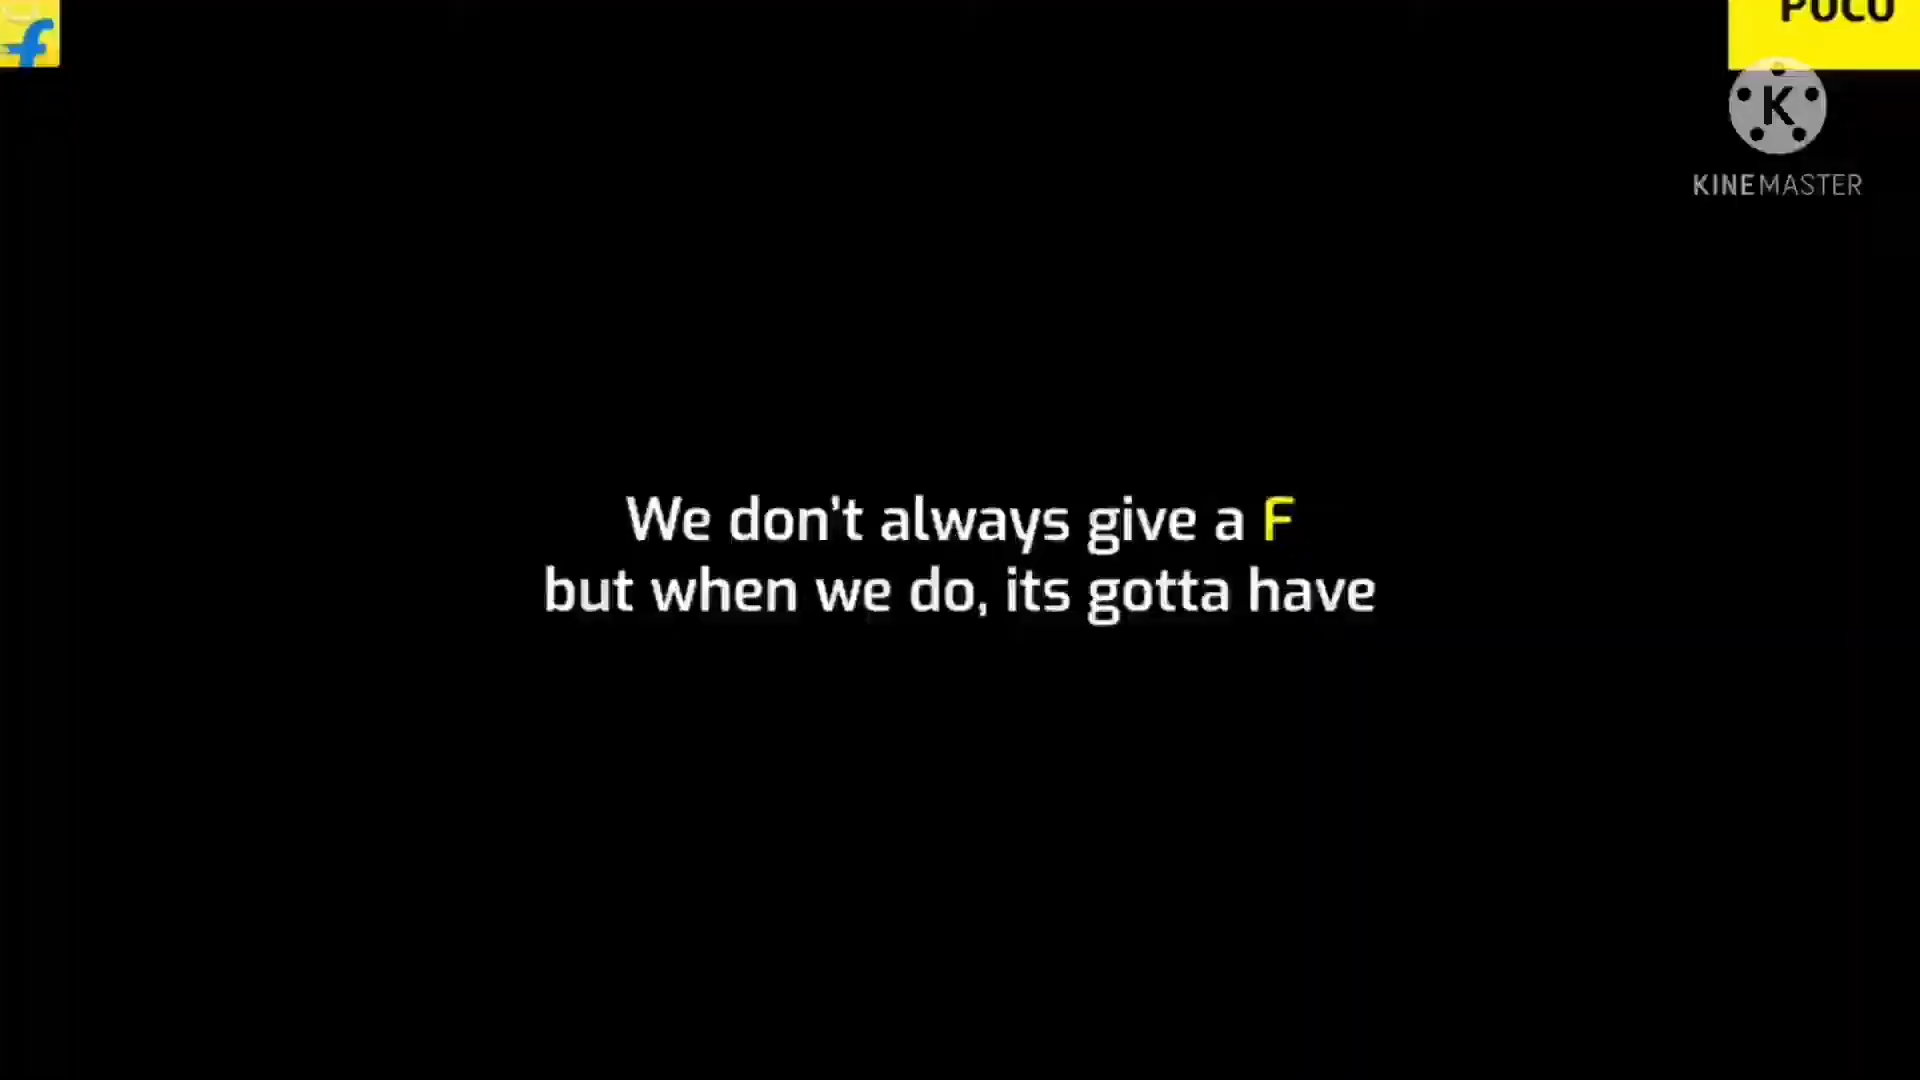 f
POCO
K
KINEMASTER
We don't always give a F
but when we do, its gotta have